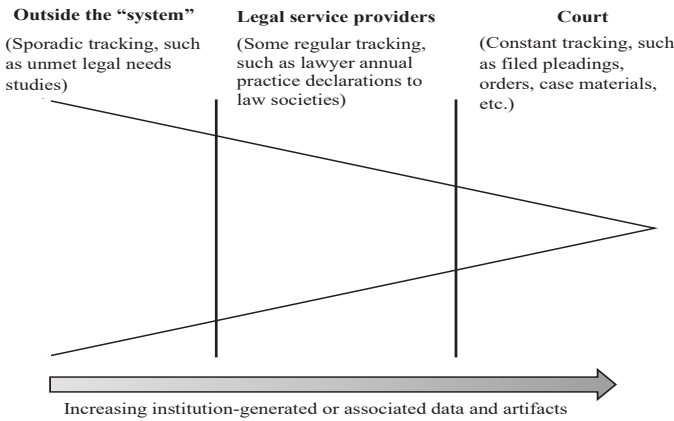 Outside the “system”
(Sporadic tracking, such
as unmet legal needs
studies)
Legal service providers
(Some regular tracking,
such as lawyer annual
practice declarations to
law societies)
Court
(Constant tracking, such
as filed pleadings,
orders, case materials,
etc.)
Increasing institution-generated or associated data and artifacts